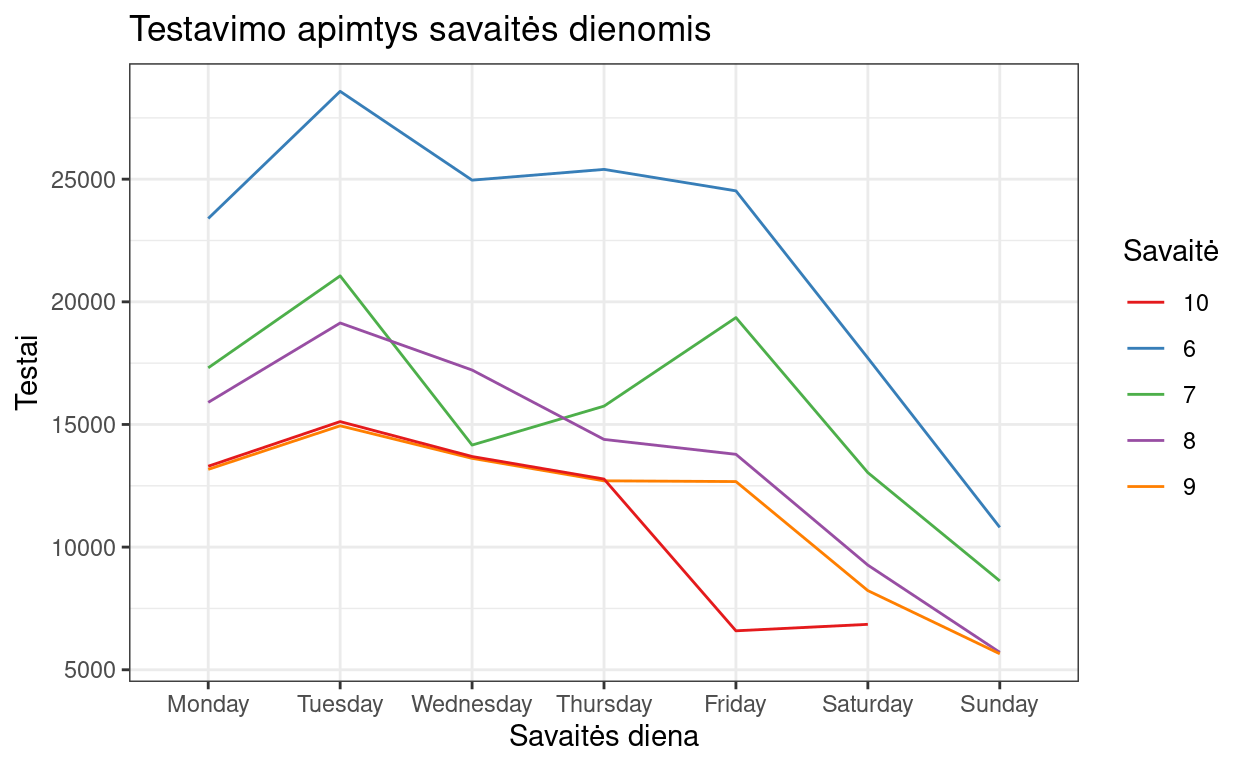 Testavimo apimtys savaitės dienomis
Testai
25000
20000
15000
10000
5000
Monday Tuesday Wednesday Thursday Friday Saturday Sunday
Savaitės diena
Savaitė
10
6
7
8
9